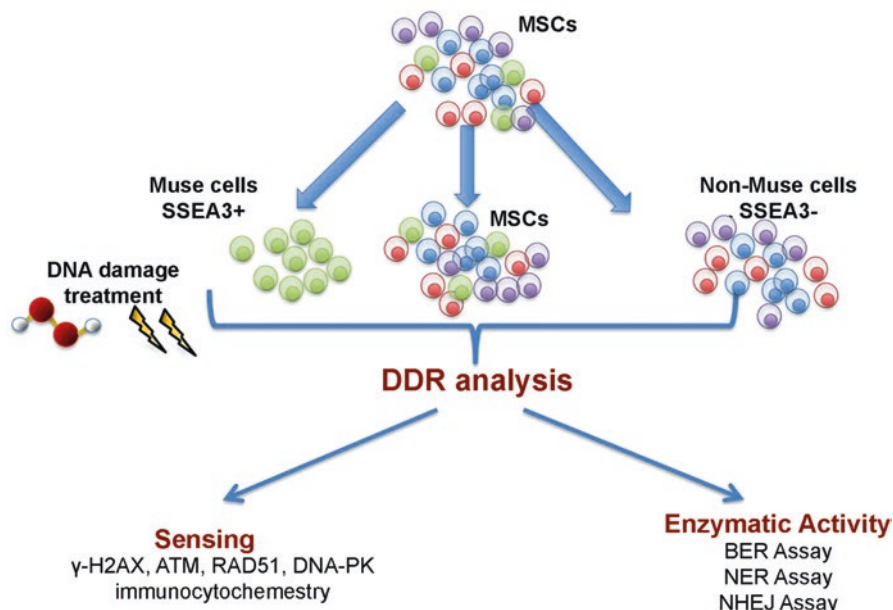 MSCs
Muse cells
SSEA3+
MSCs
Non-Muse cells
SSEA3-
DNA damage
treatment
DDR analysis
Sensing
γ-H2AX, ATM, RAD51, DNA-PK
immunocytochemestry
Enzymatic Activity
BER Assay
NER Assay
NHEJ Assay